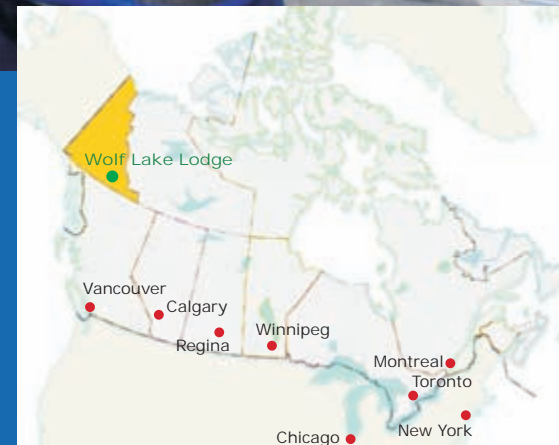 Wolf Lake Lodge
Vancouver
Calgary
Regina
Winnipeg
Montreal
Toronto
New York
Chicago